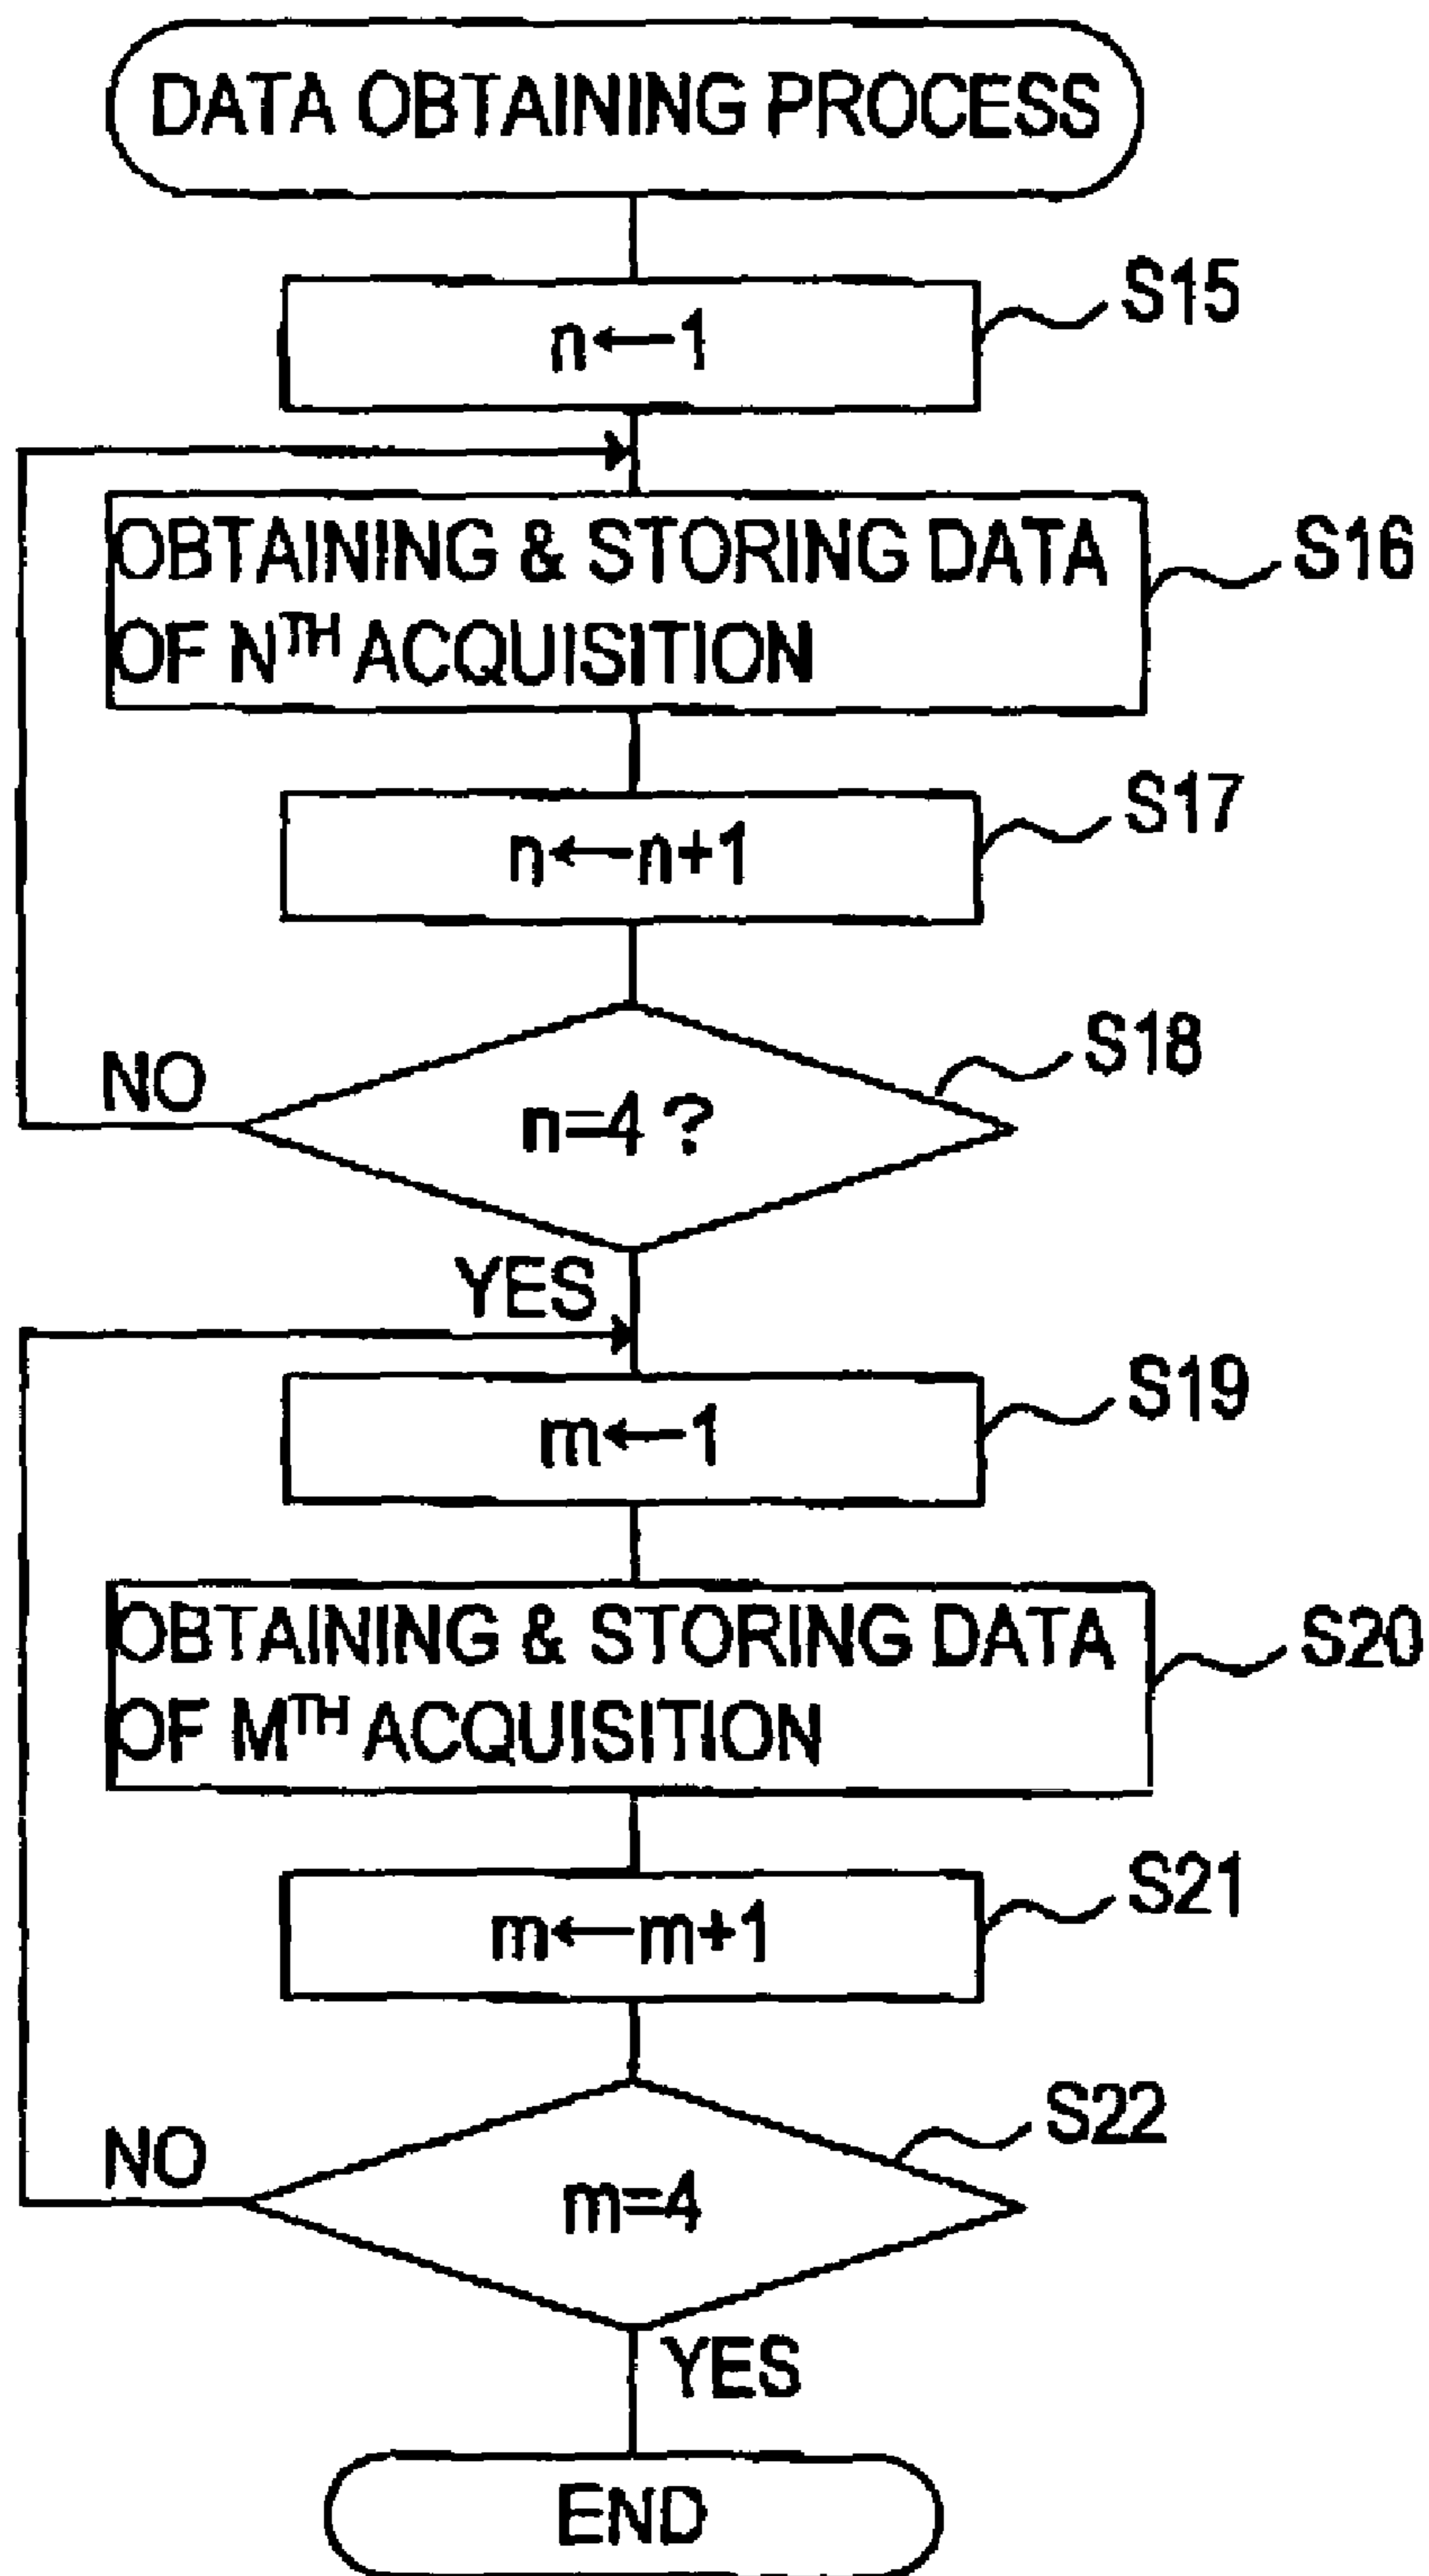 DATA OBTAINING PROCESS
n←1
S15
OBTAINING & STORING DATA
OF NTH ACQUISITION
S16
n←n+1
S17
n=4?
S18
NO
YES
m←1
S19
OBTAINING & STORING DATA
OF MTH ACQUISITION
S20
m←m+1
S21
m=4
S22
NO
YES
END